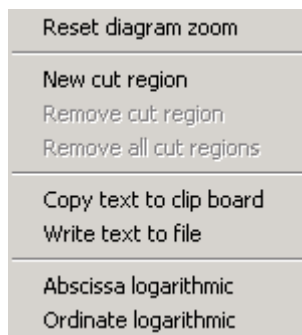 Reset diagram zoom
New cut region
Remove cut region
Remove all cut regions
Copy text to clip board
Write text to file
Abscissa logarithmic
Ordinate logarithmic